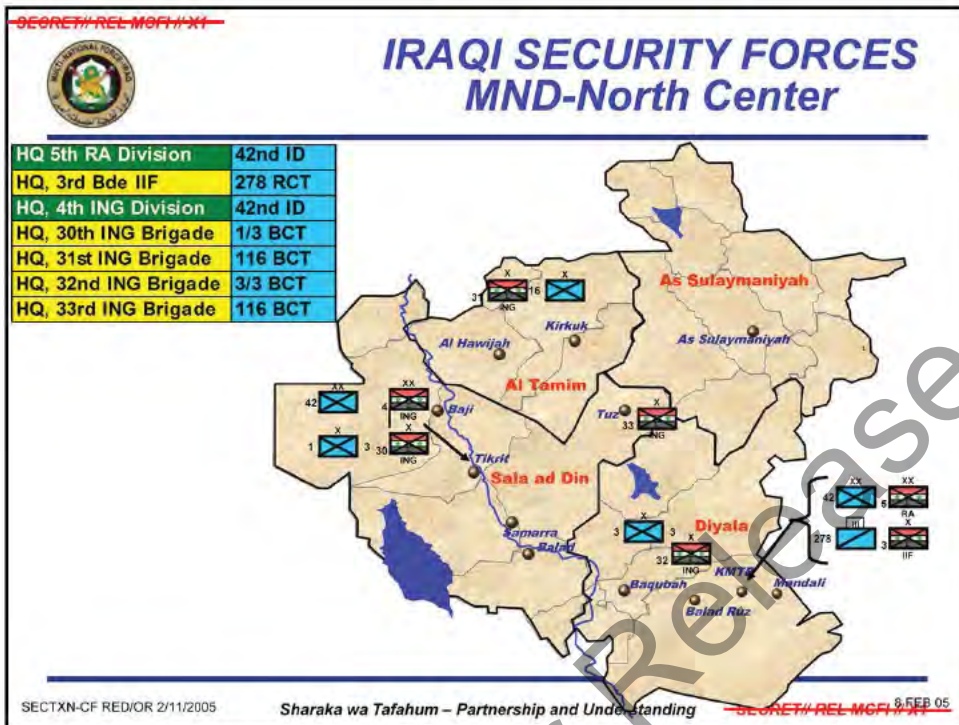 SECRET// REL MCFI // X1
MULTI-NATIONAL FORCE-IRAQ
IRAQI SECURITY FORCES
MND-North Center
HQ 5th RA Division 42nd ID
HQ, 3rd Bde IIF 278 RCT
HQ, 4th ING Division 42nd ID
HQ, 30th ING Brigade 1/3 BCT
HQ, 31st ING Brigade 116 BCT
HQ, 32nd ING Brigade 3/3 BCT
HQ, 33rd ING Brigade 116 BCT
X X
31 16
ING
Al Hawijah
Kirkuk
Al Tamim
As Sulaymaniyah
As Sulaymaniyah
XX XX
42 4
ING
Baji
X X
1 3 30
ING
Tikrit
Sala ad Din
Samarra
Balad
Tuz
X
33
ING
Diyala
X
3 3
X
32
ING
Baqubah
KMTB
Balad Ruz
Mandali
XX XX
42 5
RA
III X
278 3
IIF
Release
SECTXN-CF RED/OR 2/11/2005
Sharaka wa Tafahum – Partnership and Understanding
SECRET// REL MCFI // X1
8 FEB 05